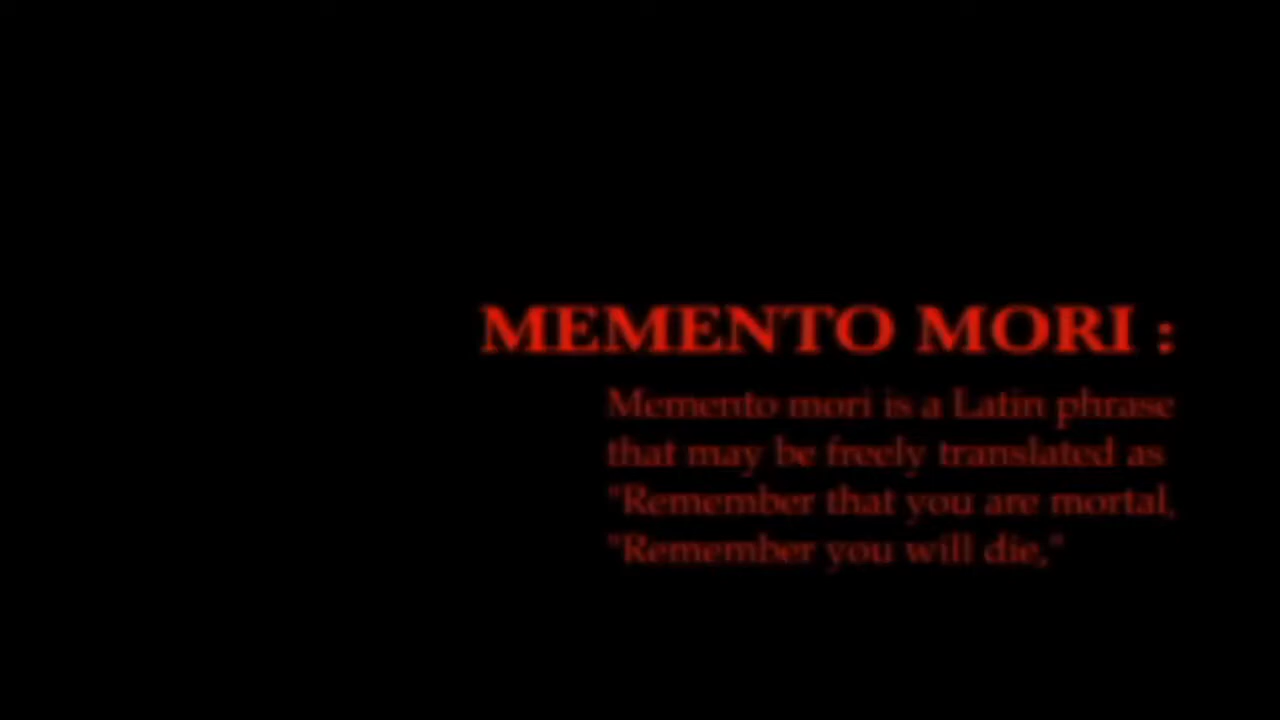 MEMENTO MORI :
Memento mori is a Latin phrase
that may be freely translated as
"Remember that you are mortal,
"Remember you will die,"